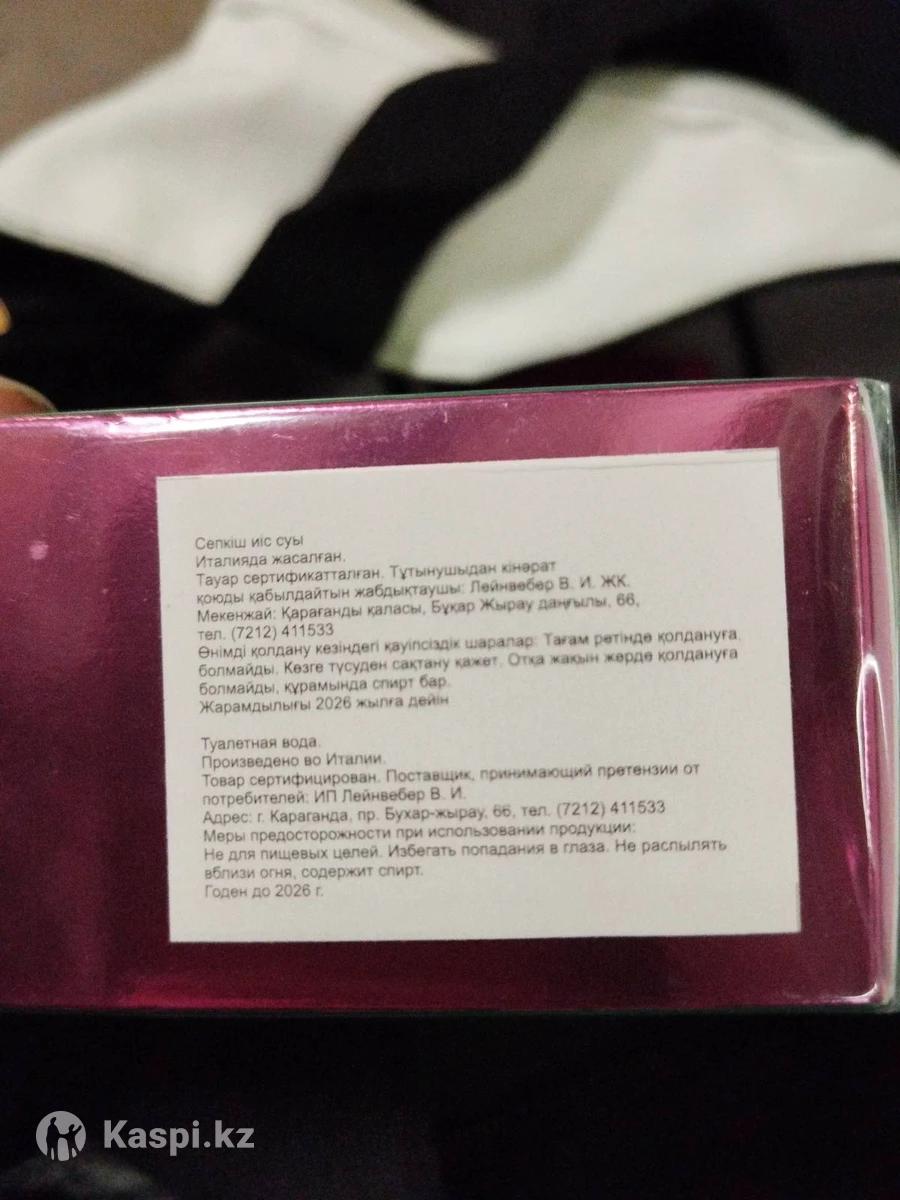 Сепкіш иіс суы
Италияда жасалған.
Тауар сертификатталған. Тұтынушыдан кінәрат
қоюды қабылдайтын жабдықтаушы: Лейнвебер В. И. ЖК.
Мекенжай: Қарағанды қаласы, Бұқар Жырау даңғылы, 66,
тел. (7212) 411533
Өнімді қолдану кезіндегі қауіпсіздік шаралар: Тағам ретінде қолдануға
болмайды. Көзге түсуден сақтану қажет. Отқа жақын жерде қолдануға
болмайды, құрамында спирт бар.
Жарамдылығы 2026 жылға дейін
Туалетная вода.
Произведено во Италии.
Товар сертифицирован. Поставщик, принимающий претензии от
потребителей: ИП Лейнвебер В. И.
Адрес: г. Караганда, пр. Бухар-жырау, 66, тел. (7212) 411533
Меры предосторожности при использовании продукции:
Не для пищевых целей. Избегать попадания в глаза. Не распылять
вблизи огня, содержит спирт.
Годен до 2026 г.
Kaspi.kz